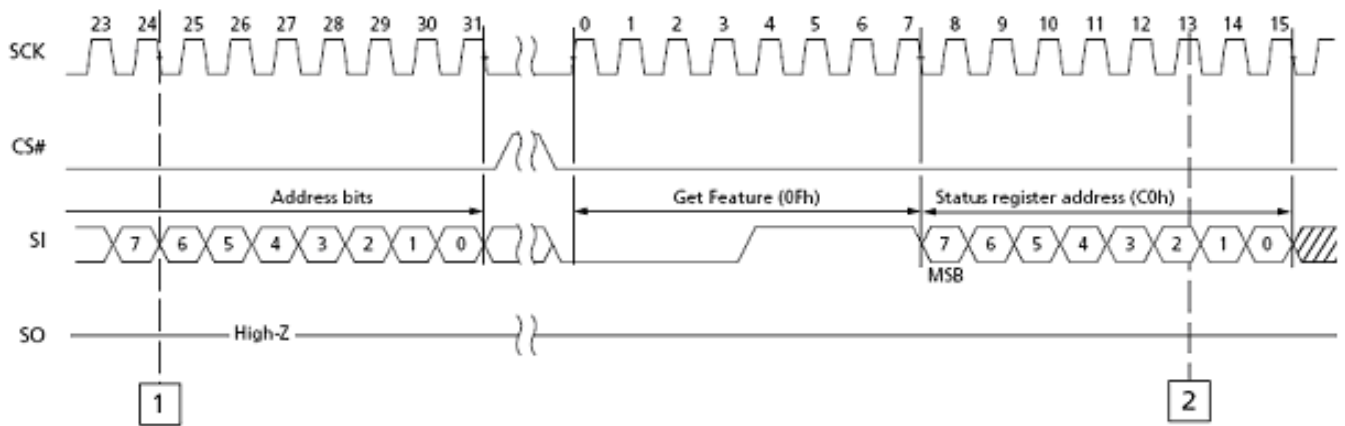 23 24 25 26 27 28 29 30 31 0 1 2 3 4 5 6 7 8 9 10 11 12 13 14 15
SCK
CS#
Address bits Get Feature (0Fh) Status register address (C0h)
SI 7 6 5 4 3 2 1 0 7 6 5 4 3 2 1 0
MSB
SO High-Z
1 2